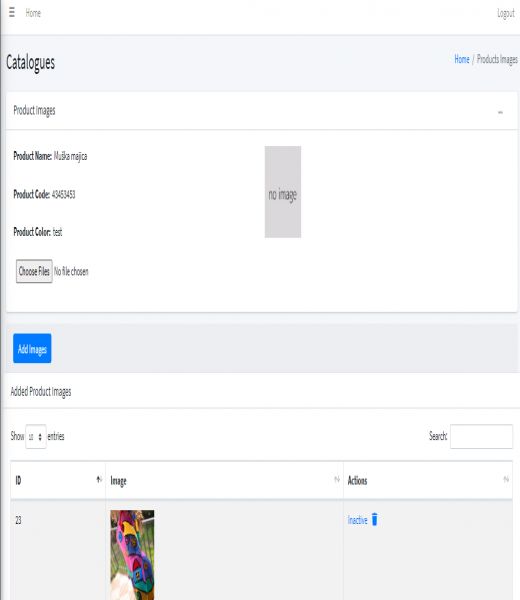 Home Logout
Catalogues
Home / Products Images
Product Images
Product Name: Muška majica
Product Code: 43453453
Product Color: test
no image
Choose Files No file chosen
Add Images
Added Product Images
Show 10 entries Search:
ID Image Actions
23 Inactive